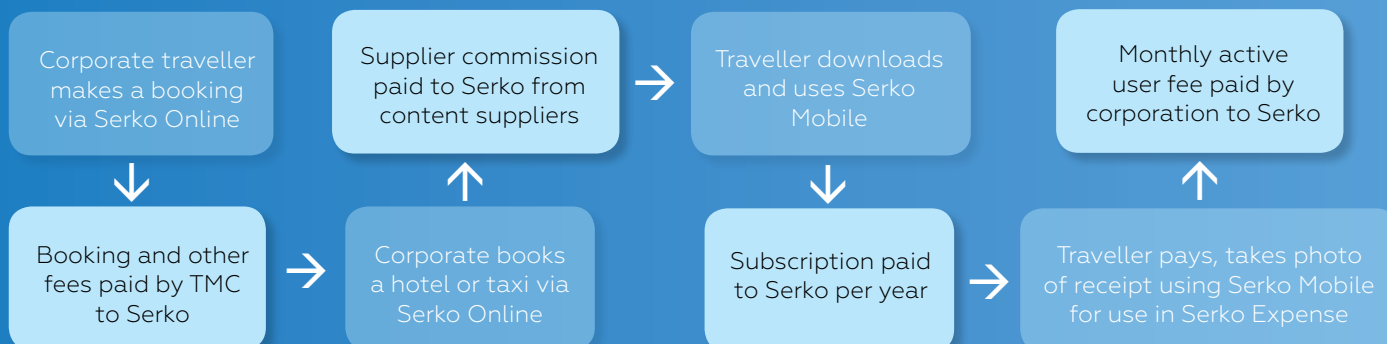 Corporate traveller
makes a booking
via Serko Online
Booking and other
fees paid by TMC
to Serko
Corporate books
a hotel or taxi via
Serko Online
Supplier commission
paid to Serko from
content suppliers
Traveller downloads
and uses Serko
Mobile
Subscription paid
to Serko per year
Traveller pays, takes photo
of receipt using Serko Mobile
for use in Serko Expense
Monthly active
user fee paid by
corporation to Serko